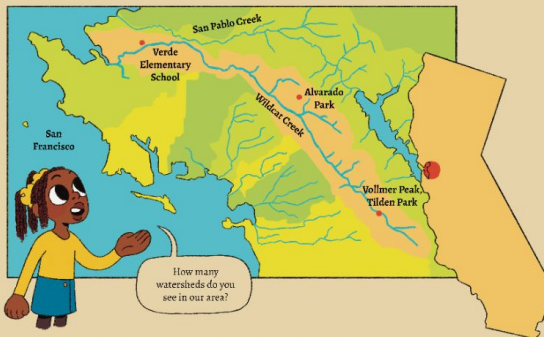 San Pablo Creek
Verde
Elementary
School
Alvarado
Park
Wildcat Creek
San
Francisco
Vollmer Peak,
Tilden Park
How many
watersheds do you
see in our area?